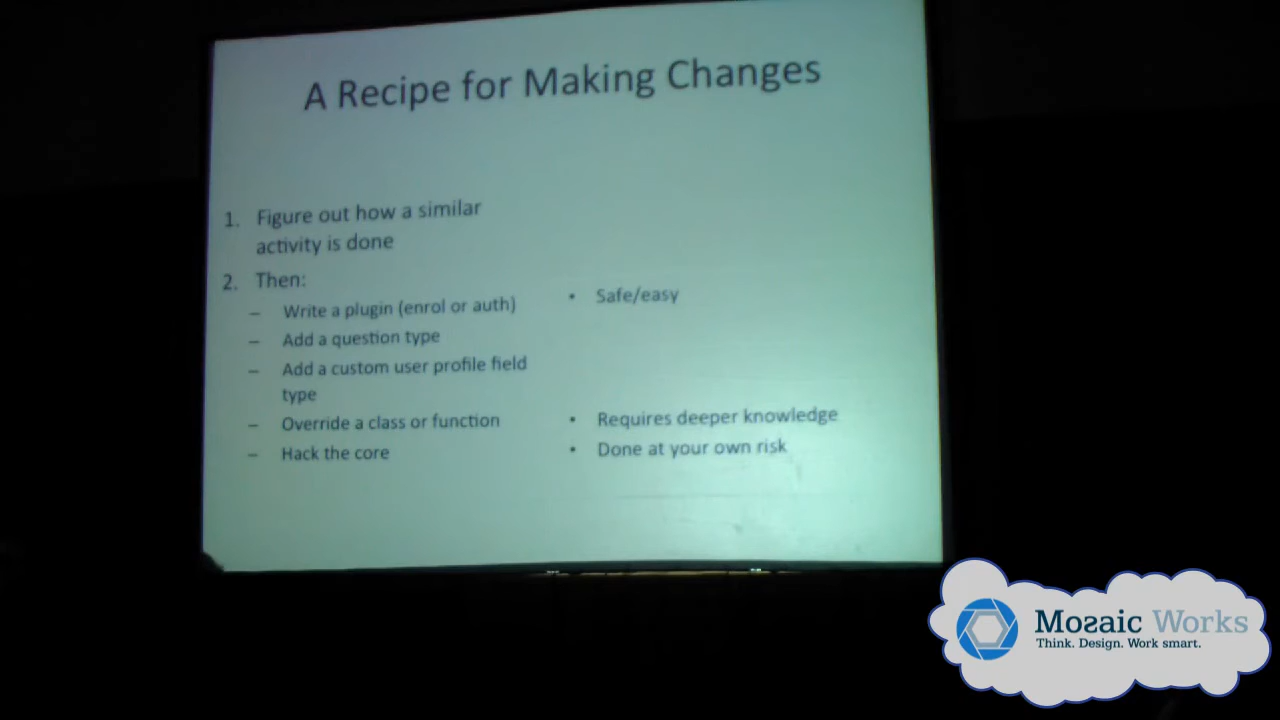 A Recipe for Making Changes
1. Figure out how a similar
activity is done
2. Then:
– Write a plugin (enrol or auth)
• Safe/easy
– Add a question type
– Add a custom user profile field
type
– Override a class or function
• Requires deeper knowledge
– Hack the core
• Done at your own risk
Mozaic Works
Think. Design. Work smart.